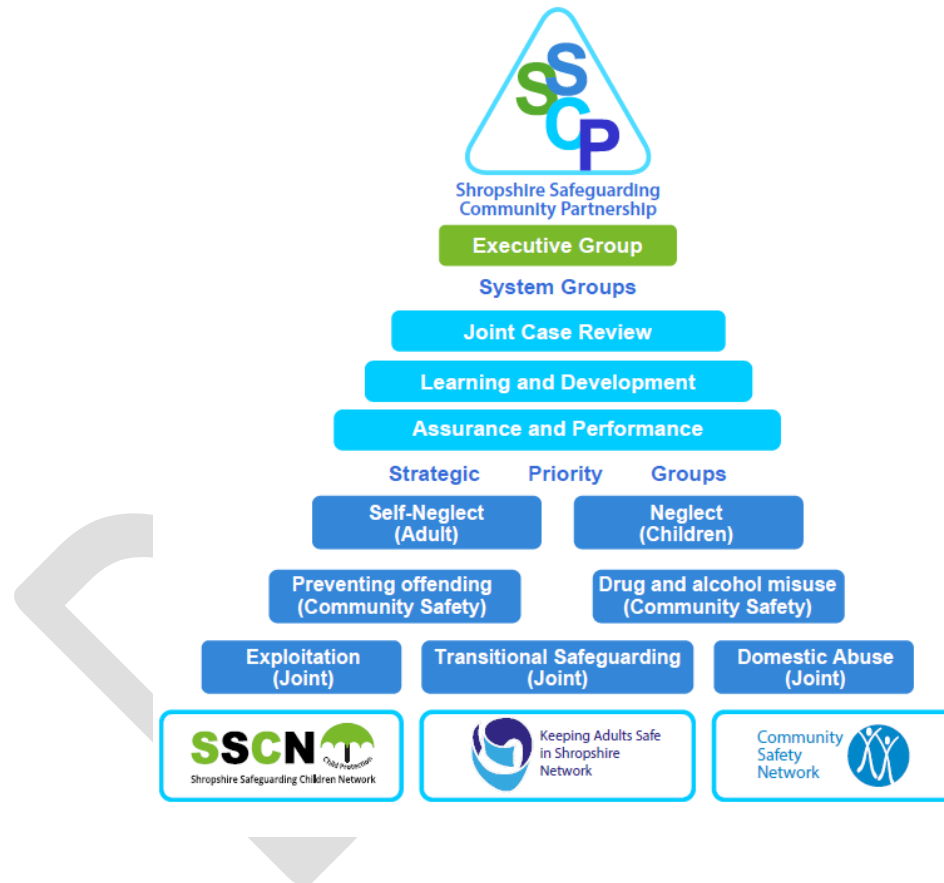 S
S
C
P
Shropshire Safeguarding
Community Partnership
Executive Group
System Groups
Joint Case Review
Learning and Development
Assurance and Performance
Strategic Priority Groups
Self-Neglect
(Adult)
Neglect
(Children)
Preventing offending
(Community Safety)
Drug and alcohol misuse
(Community Safety)
Exploitation
(Joint)
Transitional Safeguarding
(Joint)
Domestic Abuse
(Joint)
SSCN
Child Protection
Shropshire Safeguarding Children Network
Keeping Adults Safe
in Shropshire
Network
Community
Safety
Network